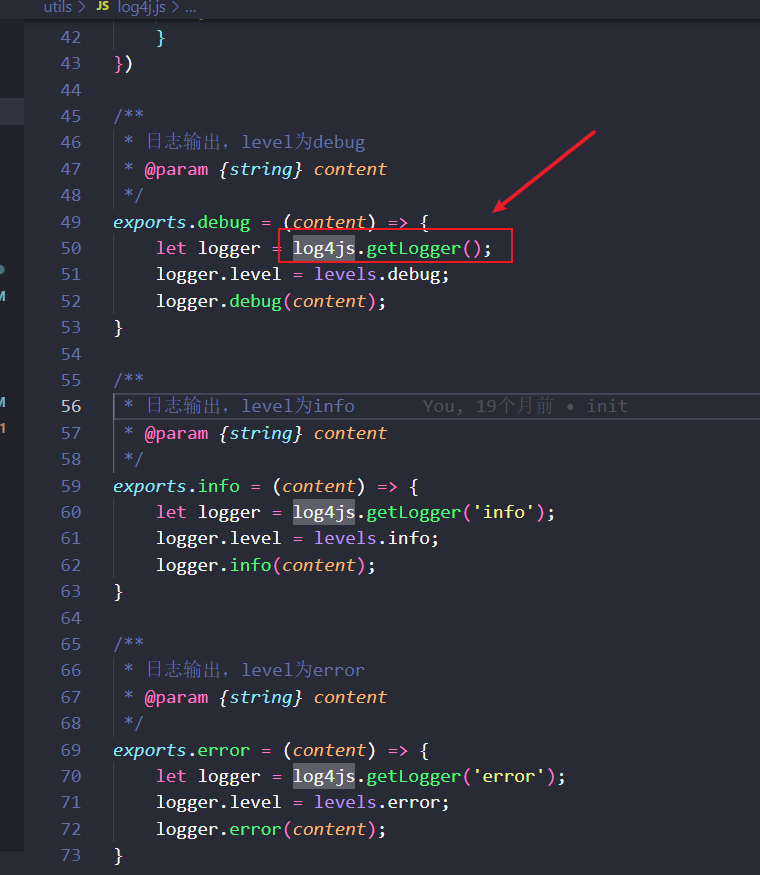 utils > JS log4j.js > ...
42 }
43 })
44
45 /**
46 * 日志输出，level为debug
47 * @param {string} content
48 */
49 exports.debug = (content) => {
50 let logger = log4js.getLogger();
51 logger.level = levels.debug;
52 logger.debug(content);
53 }
54
55 /**
56 * 日志输出，level为info You, 19个月前 • init
57 * @param {string} content
58 */
59 exports.info = (content) => {
60 let logger = log4js.getLogger('info');
61 logger.level = levels.info;
62 logger.info(content);
63 }
64
65 /**
66 * 日志输出，level为error
67 * @param {string} content
68 */
69 exports.error = (content) => {
70 let logger = log4js.getLogger('error');
71 logger.level = levels.error;
72 logger.error(content);
73 }
M
M
1